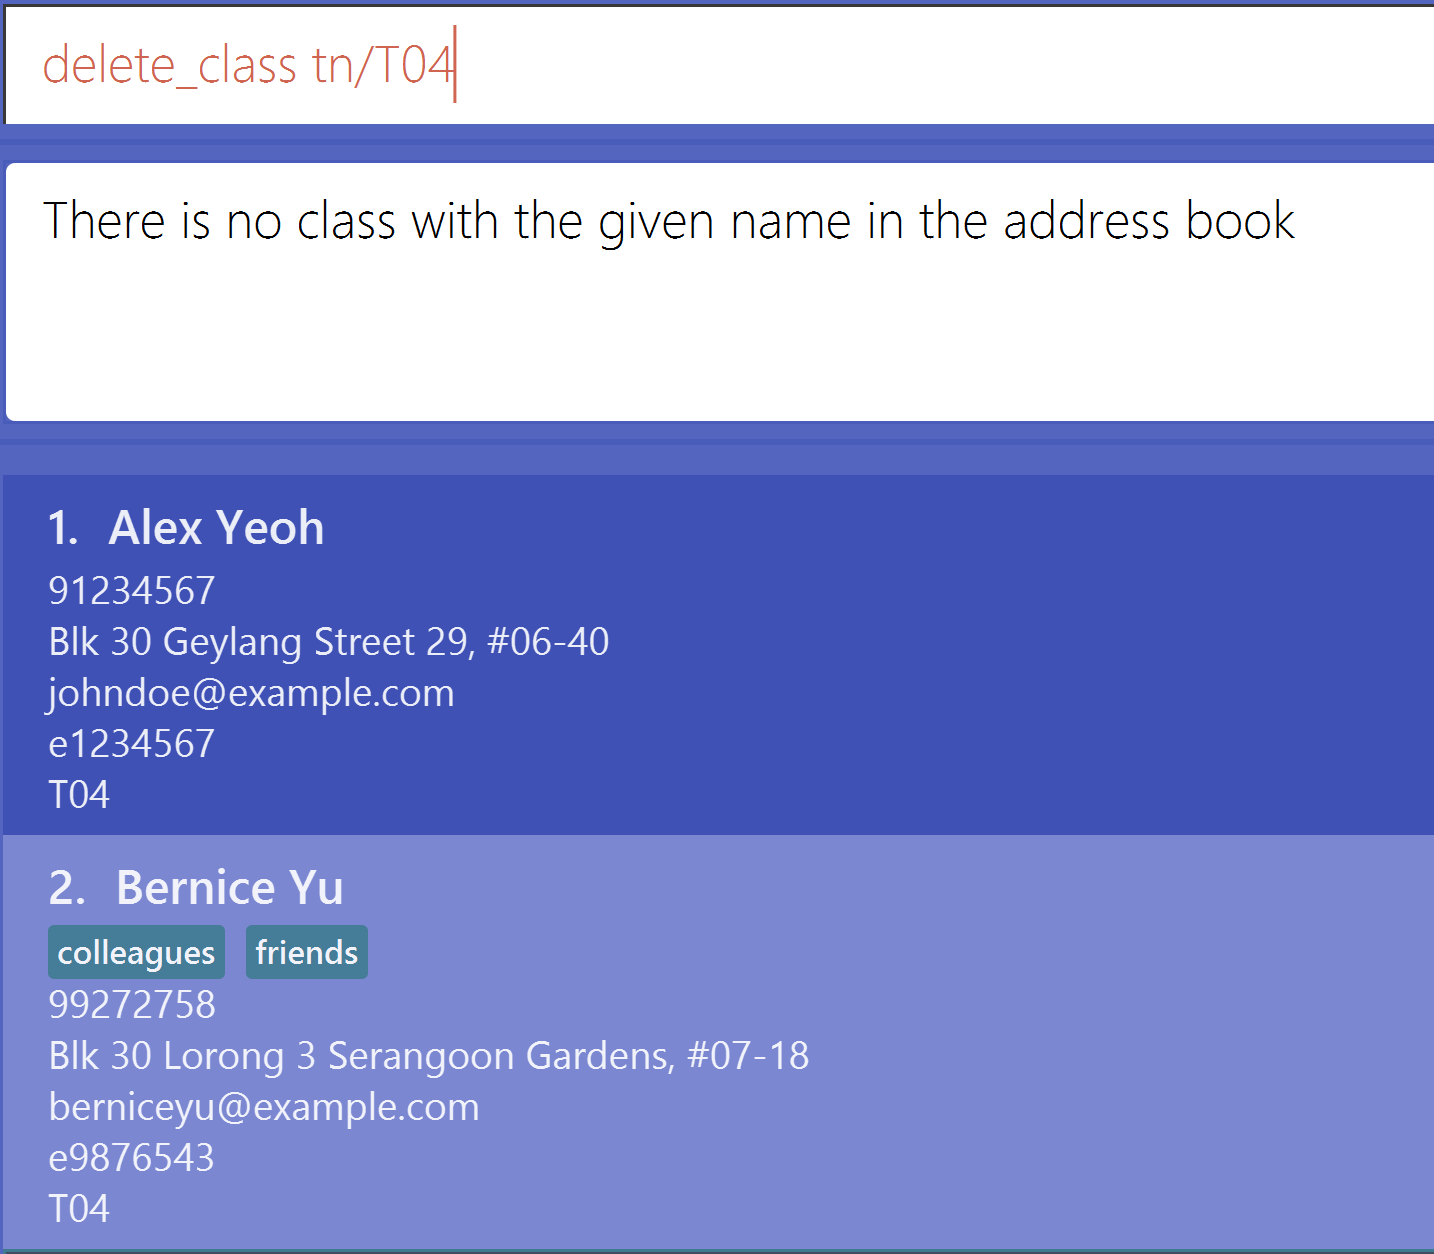 delete_class tn/T04
There is no class with the given name in the address book
1. Alex Yeoh
91234567
Blk 30 Geylang Street 29, #06-40
johndoe@example.com
e1234567
T04
2. Bernice Yu
colleagues friends
99272758
Blk 30 Lorong 3 Serangoon Gardens, #07-18
berniceyu@example.com
e9876543
T04